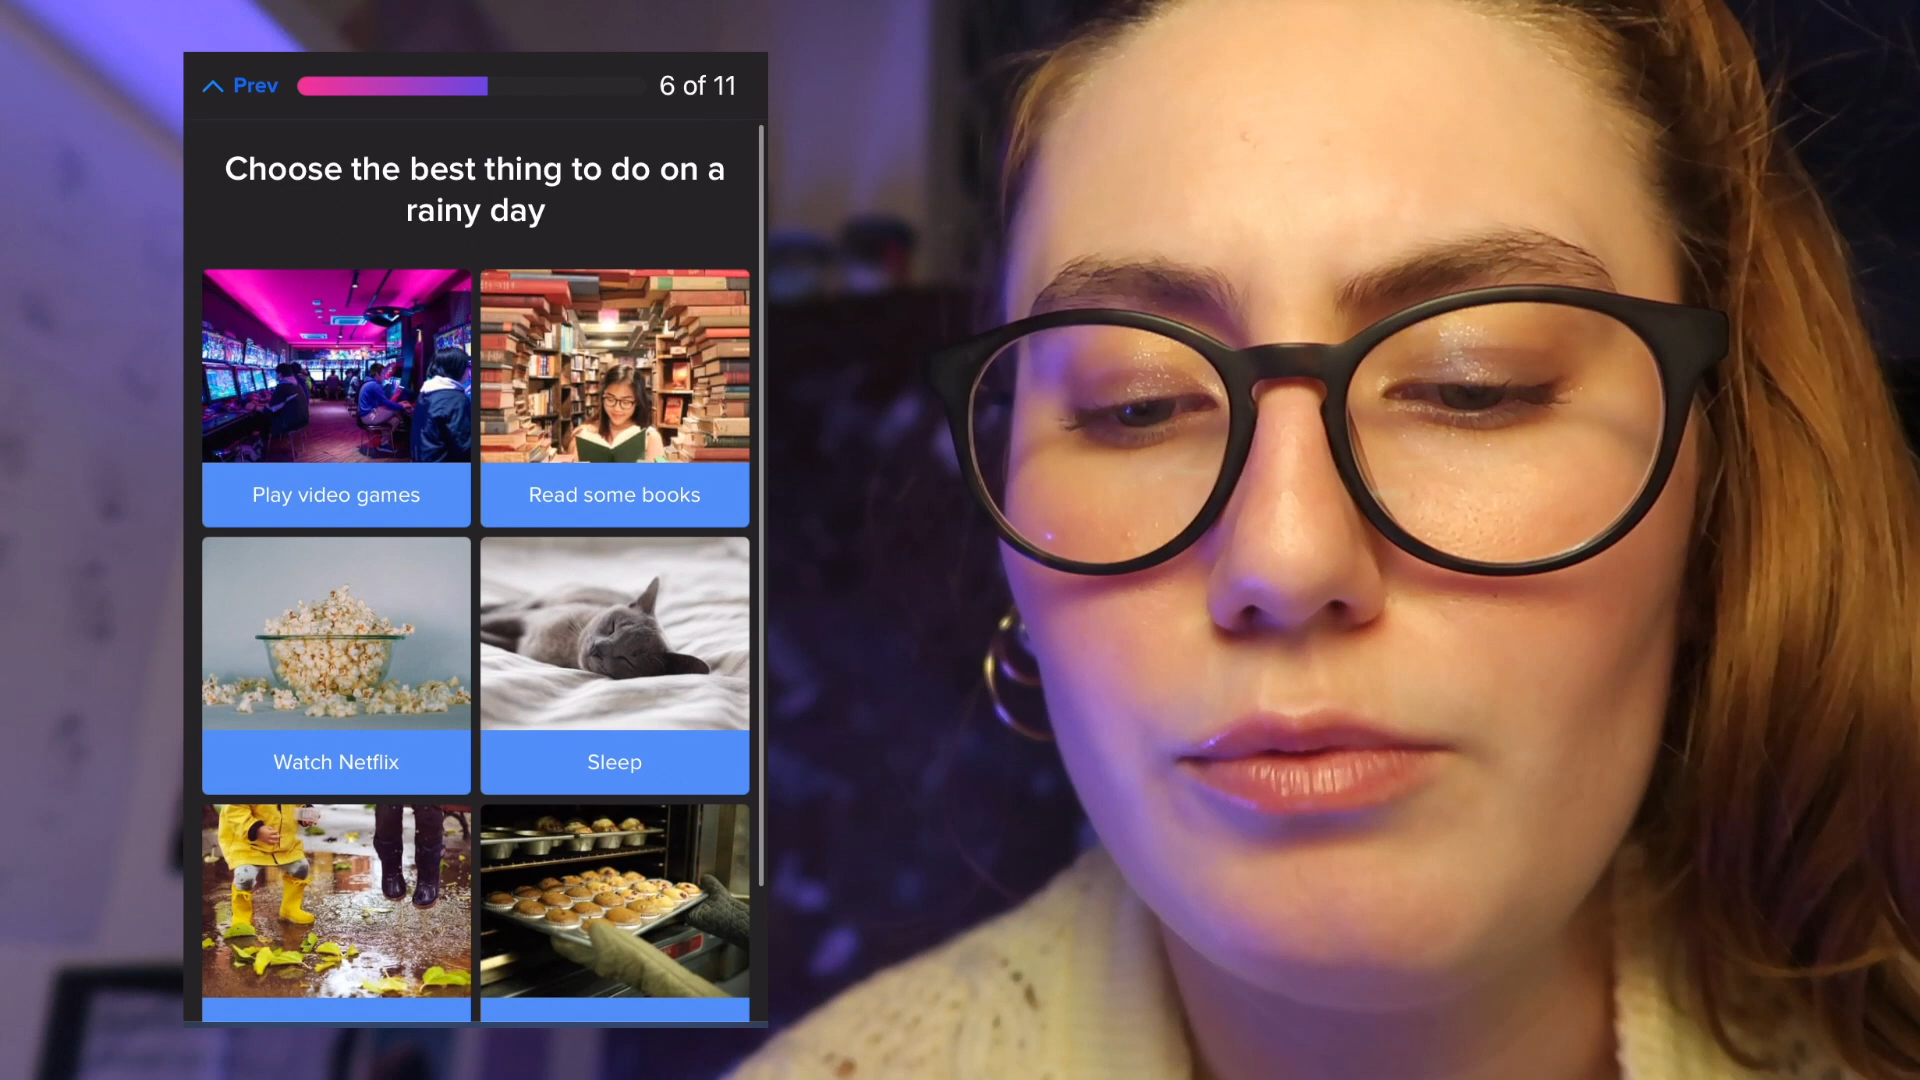 Prev
6 of 11
Choose the best thing to do on a
rainy day
Play video games
Read some books
Watch Netflix
Sleep